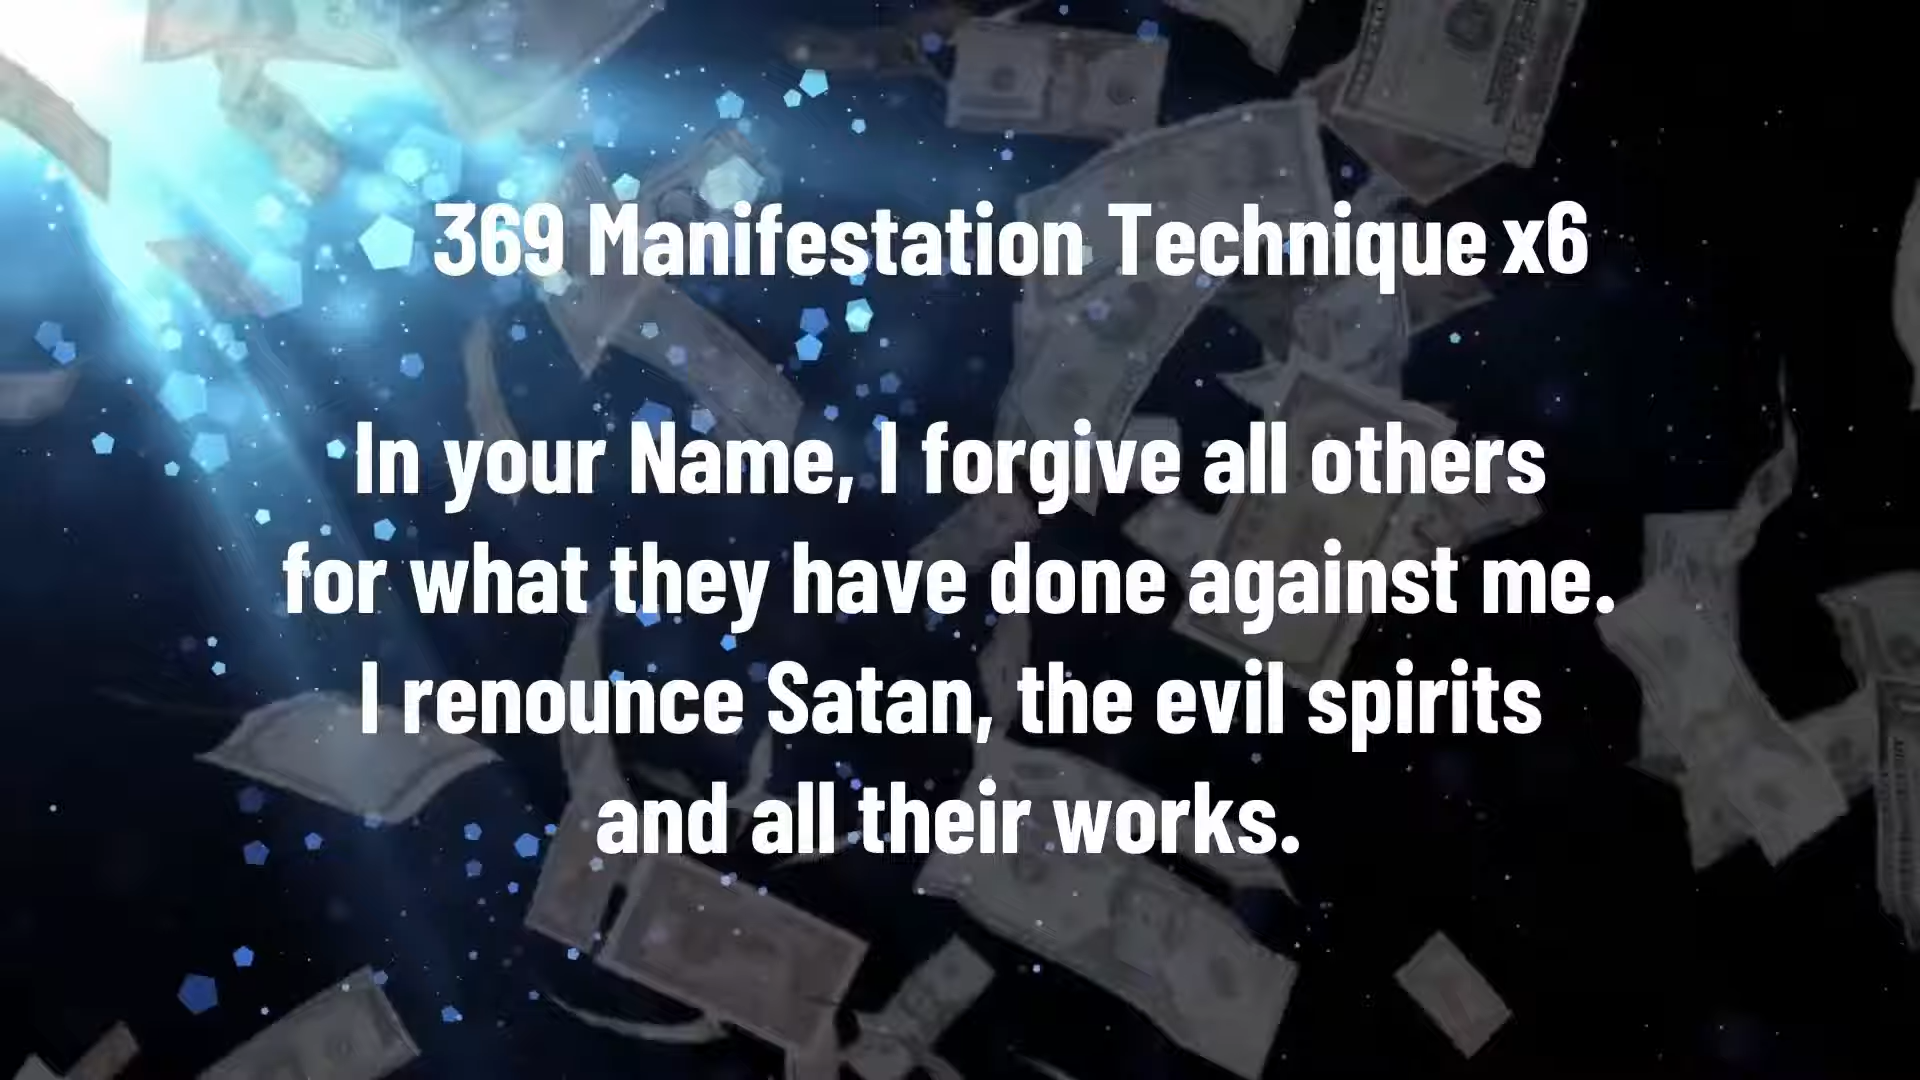 369 Manifestation Technique x6
In your Name, I forgive all others
for what they have done against me.
I renounce Satan, the evil spirits
and all their works.